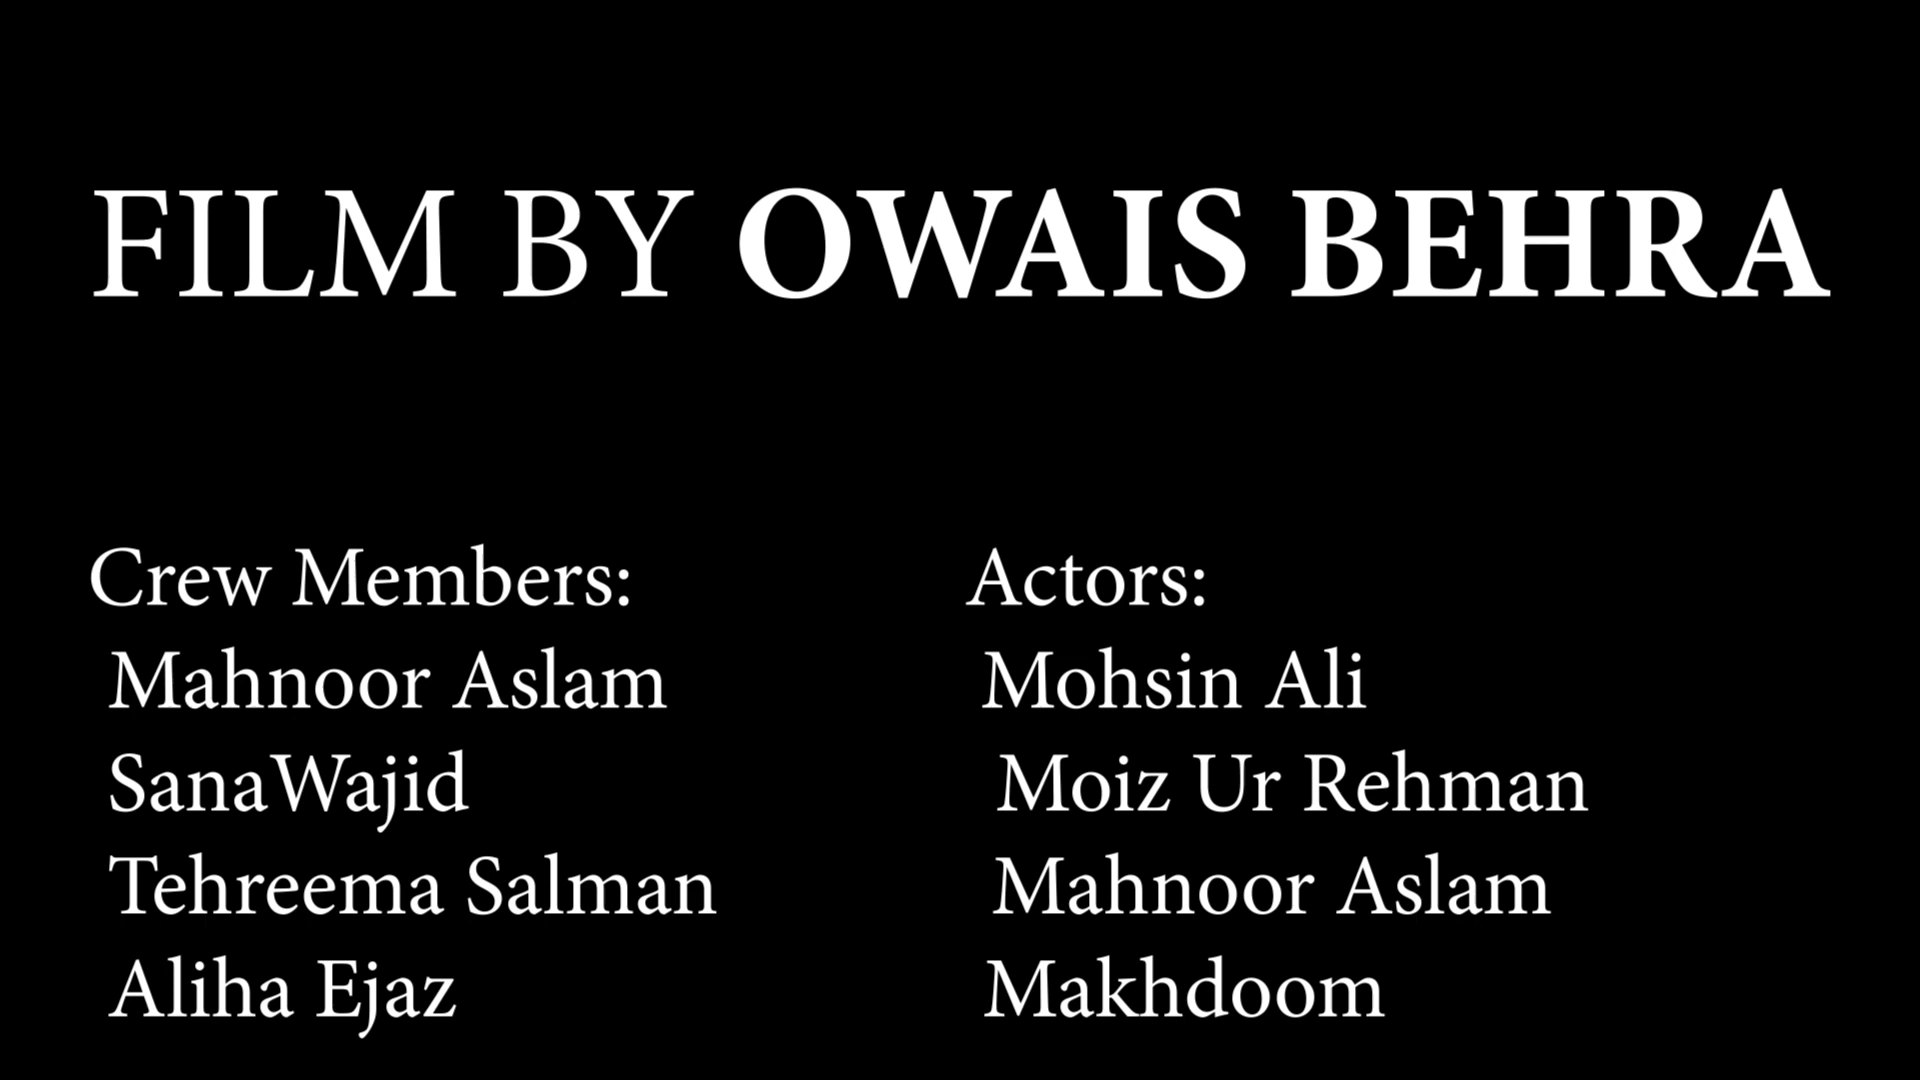 FILM BY OWAIS BEHRA
Crew Members:
Mahnoor Aslam
SanaWajid
Tehreema Salman
Aliha Ejaz
Actors:
Mohsin Ali
Moiz Ur Rehman
Mahnoor Aslam
Makhdoom